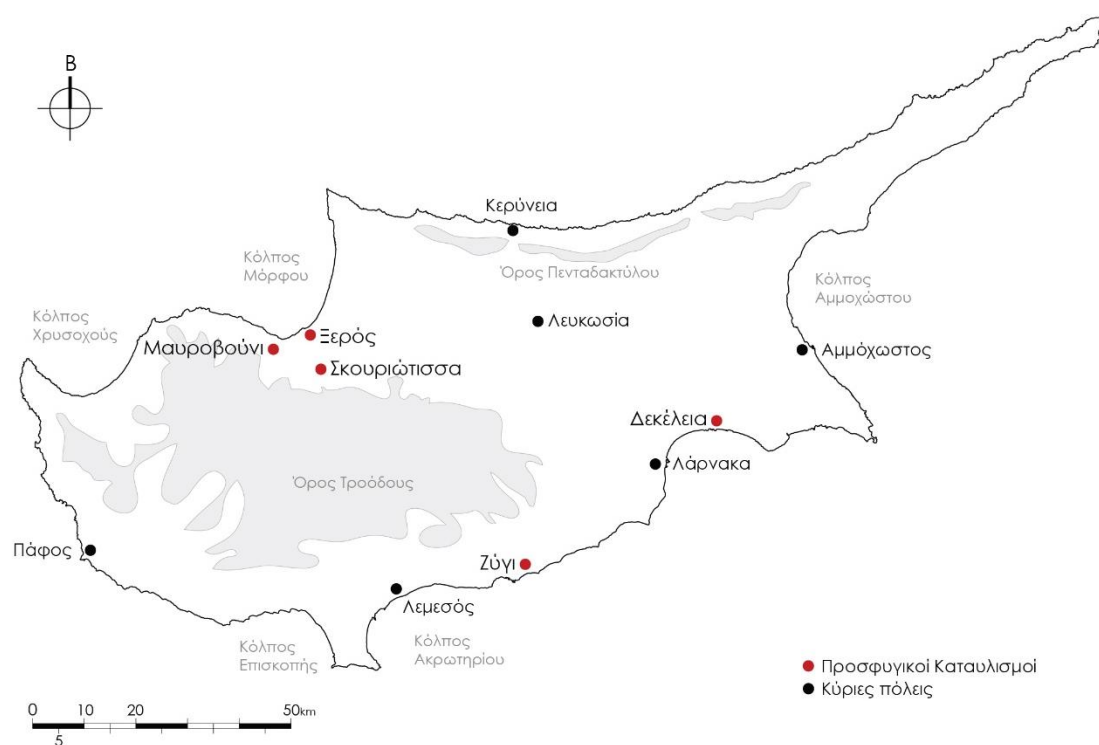 Β
Κερύνεια
Κόλπος
Μόρφου
Όρος Πενταδακτύλου
Κόλπος
Αμμοχώστου
Κόλπος
Χρυσοχούς
Ξερός
Λευκωσία
Μαυροβούνι
Αμμόχωστος
Σκουριώτισσα
Δεκέλεια
Λάρνακα
Όρος Τροόδους
Πάφος
Ζύγι
Λεμεσός
Κόλπος
Επισκοπής
Κόλπος
Ακρωτηρίου
Προσφυγικοί Καταυλισμοί
Κύριες πόλεις
0 10 20 50km
5